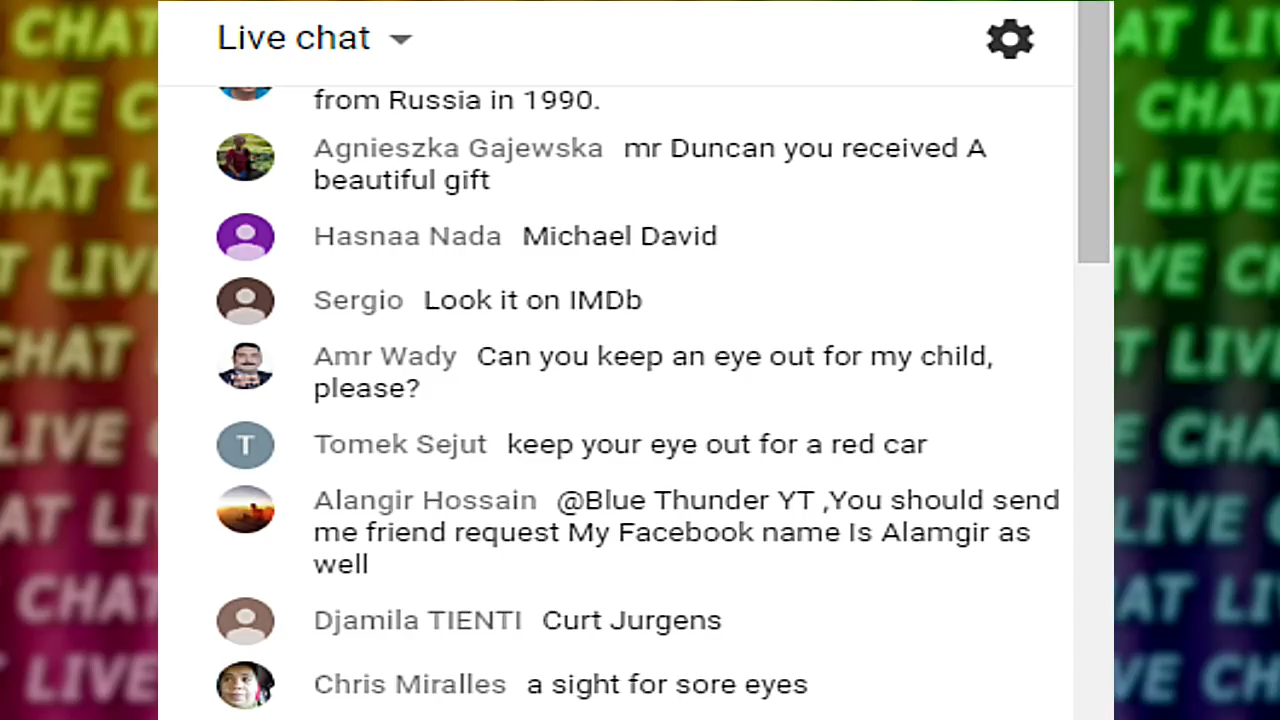 Live chat
from Russia in 1990.
Agnieszka Gajewska mr Duncan you received A
beautiful gift
Hasnaa Nada Michael David
Sergio Look it on IMDb
Amr Wady Can you keep an eye out for my child,
please?
T
Tomek Sejut keep your eye out for a red car
Alangir Hossain @Blue Thunder YT ,You should send
me friend request My Facebook name Is Alamgir as
well
Djamila TIENTI Curt Jurgens
Chris Miralles a sight for sore eyes